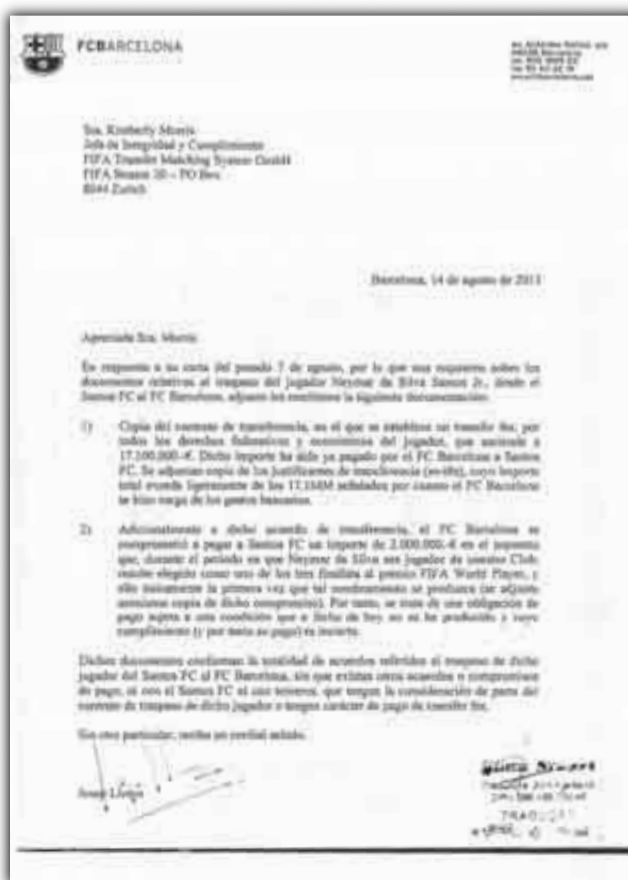 FCBARCELONA
Sra. Kimberly Morris
Jefa de Integridad y Cumplimiento
FIFA Transfer Matching System GmbH
FIFA Strasse 20 – PO Box
8044 Zurich
Barcelona, 14 de agosto de 2013
Apreciada Sra. Morris:
En respuesta a su carta del pasado 7 de agosto, por la que nos requiere sobre los
documentos relativos al traspaso del jugador Neymar da Silva Santos Jr., desde el
Santos FC al FC Barcelona, adjunto les remitimos la siguiente documentación:
1) Copia del contrato de transferencia, en el que se establece un transfer fee, por
todos los derechos federativos y económicos del jugador, que asciende a
17.100.000.-€. Dicho importe ha sido ya pagado por el FC Barcelona a Santos
FC. Se adjuntan copia de los justificantes de transferencia (swifts), cuyo importe
total excede ligeramente de los 17,1MM señalados por cuanto el FC Barcelona
se hizo cargo de los gastos bancarios.
2) Adicionalmente a dicho acuerdo de transferencia, el FC Barcelona se
comprometió a pagar a Santos FC un importe de 2.000.000.-€ en el supuesto
que, durante el periodo en que Neymar da Silva sea jugador de nuestro Club,
resulte elegido como uno de los tres finalistas al premio FIFA World Player, y
ello únicamente la primera vez que tal nombramiento se produzca (se adjunta
copia de dicho compromiso). Por tanto, se trata de una obligación de
pago sujeta a una condición que a fecha de hoy no se ha producido y cuyo
cumplimiento (y por tanto su pago) es incierto.
Dichos documentos conforman la totalidad de acuerdos referidos al traspaso de dicho
jugador del Santos FC al FC Barcelona, sin que existan otros acuerdos o compromisos
de pago, ni con el Santos FC ni con terceros, que tengan la consideración de parte del
contrato de traspaso de dicho jugador o tengan carácter de pago de transfer fee.
Sin otro particular, reciba un cordial saludo.